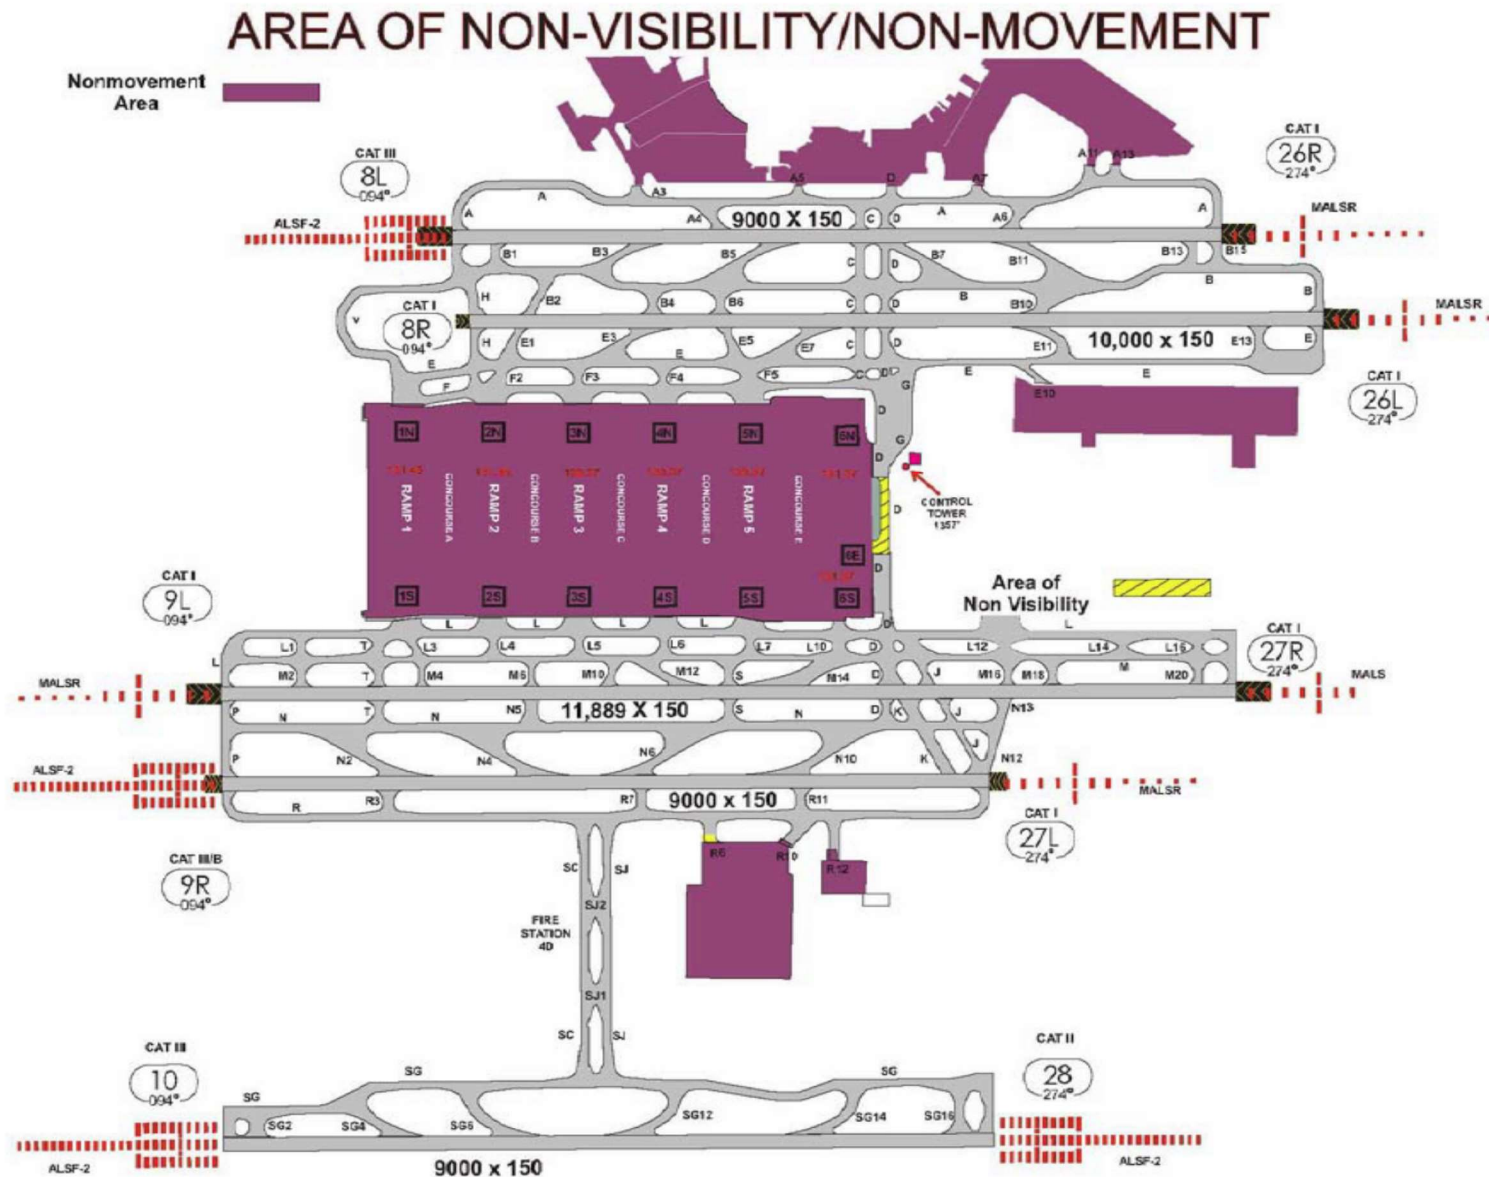 AREA OF NON-VISIBILITY/NON-MOVEMENT
Nonmovement
Area
CAT III
8L
094°
ALSF-2
CAT I
26R
274°
MALSR
A11
A13
A3
A5
D
A7
A
A
A4
9000 X 150
C
D
A
A6
A
B1
B3
B5
C
D
B7
B11
B13
B15
B
H
B2
B4
B6
C
D
B
B10
B
CAT I
8R
094°
V
MALSR
H
E1
E3
E
E5
E7
C
D
E11
10,000 x 150
E13
E
E
F
F2
F3
F4
F5
C
D
G
E
E
E10
CAT I
26L
274°
D
G
D
1N
2N
3N
4N
5N
6N
RAMP 1
CONCOURSE A
RAMP 2
CONCOURSE B
RAMP 3
CONCOURSE C
RAMP 4
CONCOURSE D
RAMP 5
CONCOURSE E
D
CONTROL
TOWER
1357'
6E
D
1S
2S
3S
4S
5S
6S
Area of
Non Visibility
CAT I
9L
094°
L
L
L
L
D
L
L
L1
T
L3
L4
L5
L6
L7
L10
D
L12
L14
L16
CAT I
27R
274°
MALSR
M2
T
M4
M6
M10
M12
S
M14
D
J
M16
M18
M
M20
MALS
P
N
T
N
N5
11,889 X 150
S
N
D
K
J
N13
P
N2
N4
N6
N10
K
J
N12
ALSF-2
MALSR
R
R3
R7
9000 x 150
R11
CAT I
27L
274°
CAT III/B
9R
094°
R6
R10
R12
SC
SJ
SJ2
FIRE
STATION
4D
SJ1
SC
SJ
CAT III
10
094°
CAT II
28
274°
SG
SG
SG
SG2
SG4
SG6
SG12
SG14
SG16
ALSF-2
9000 x 150
ALSF-2